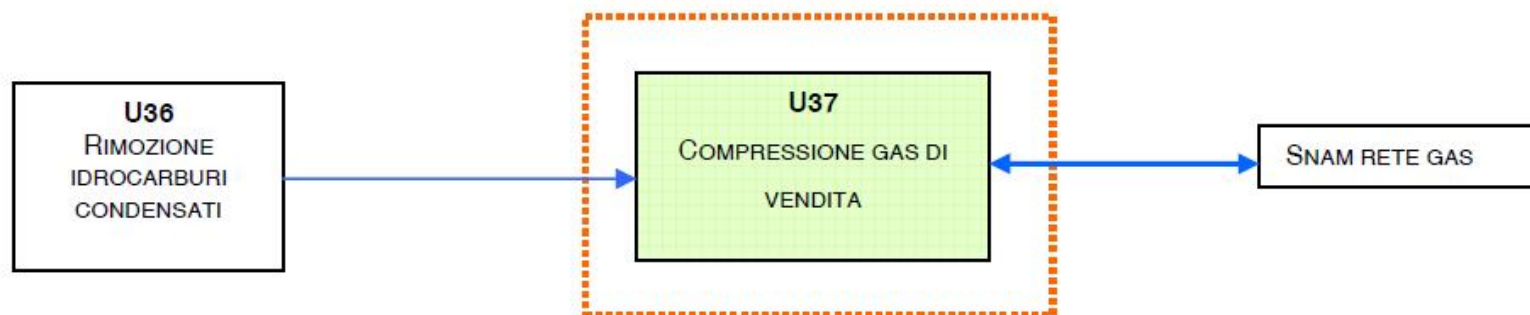 U36
RIMOZIONE
IDROCARBURI
CONDENSATI
U37
COMPRESSIONE GAS DI
VENDITA
SNAM RETE GAS